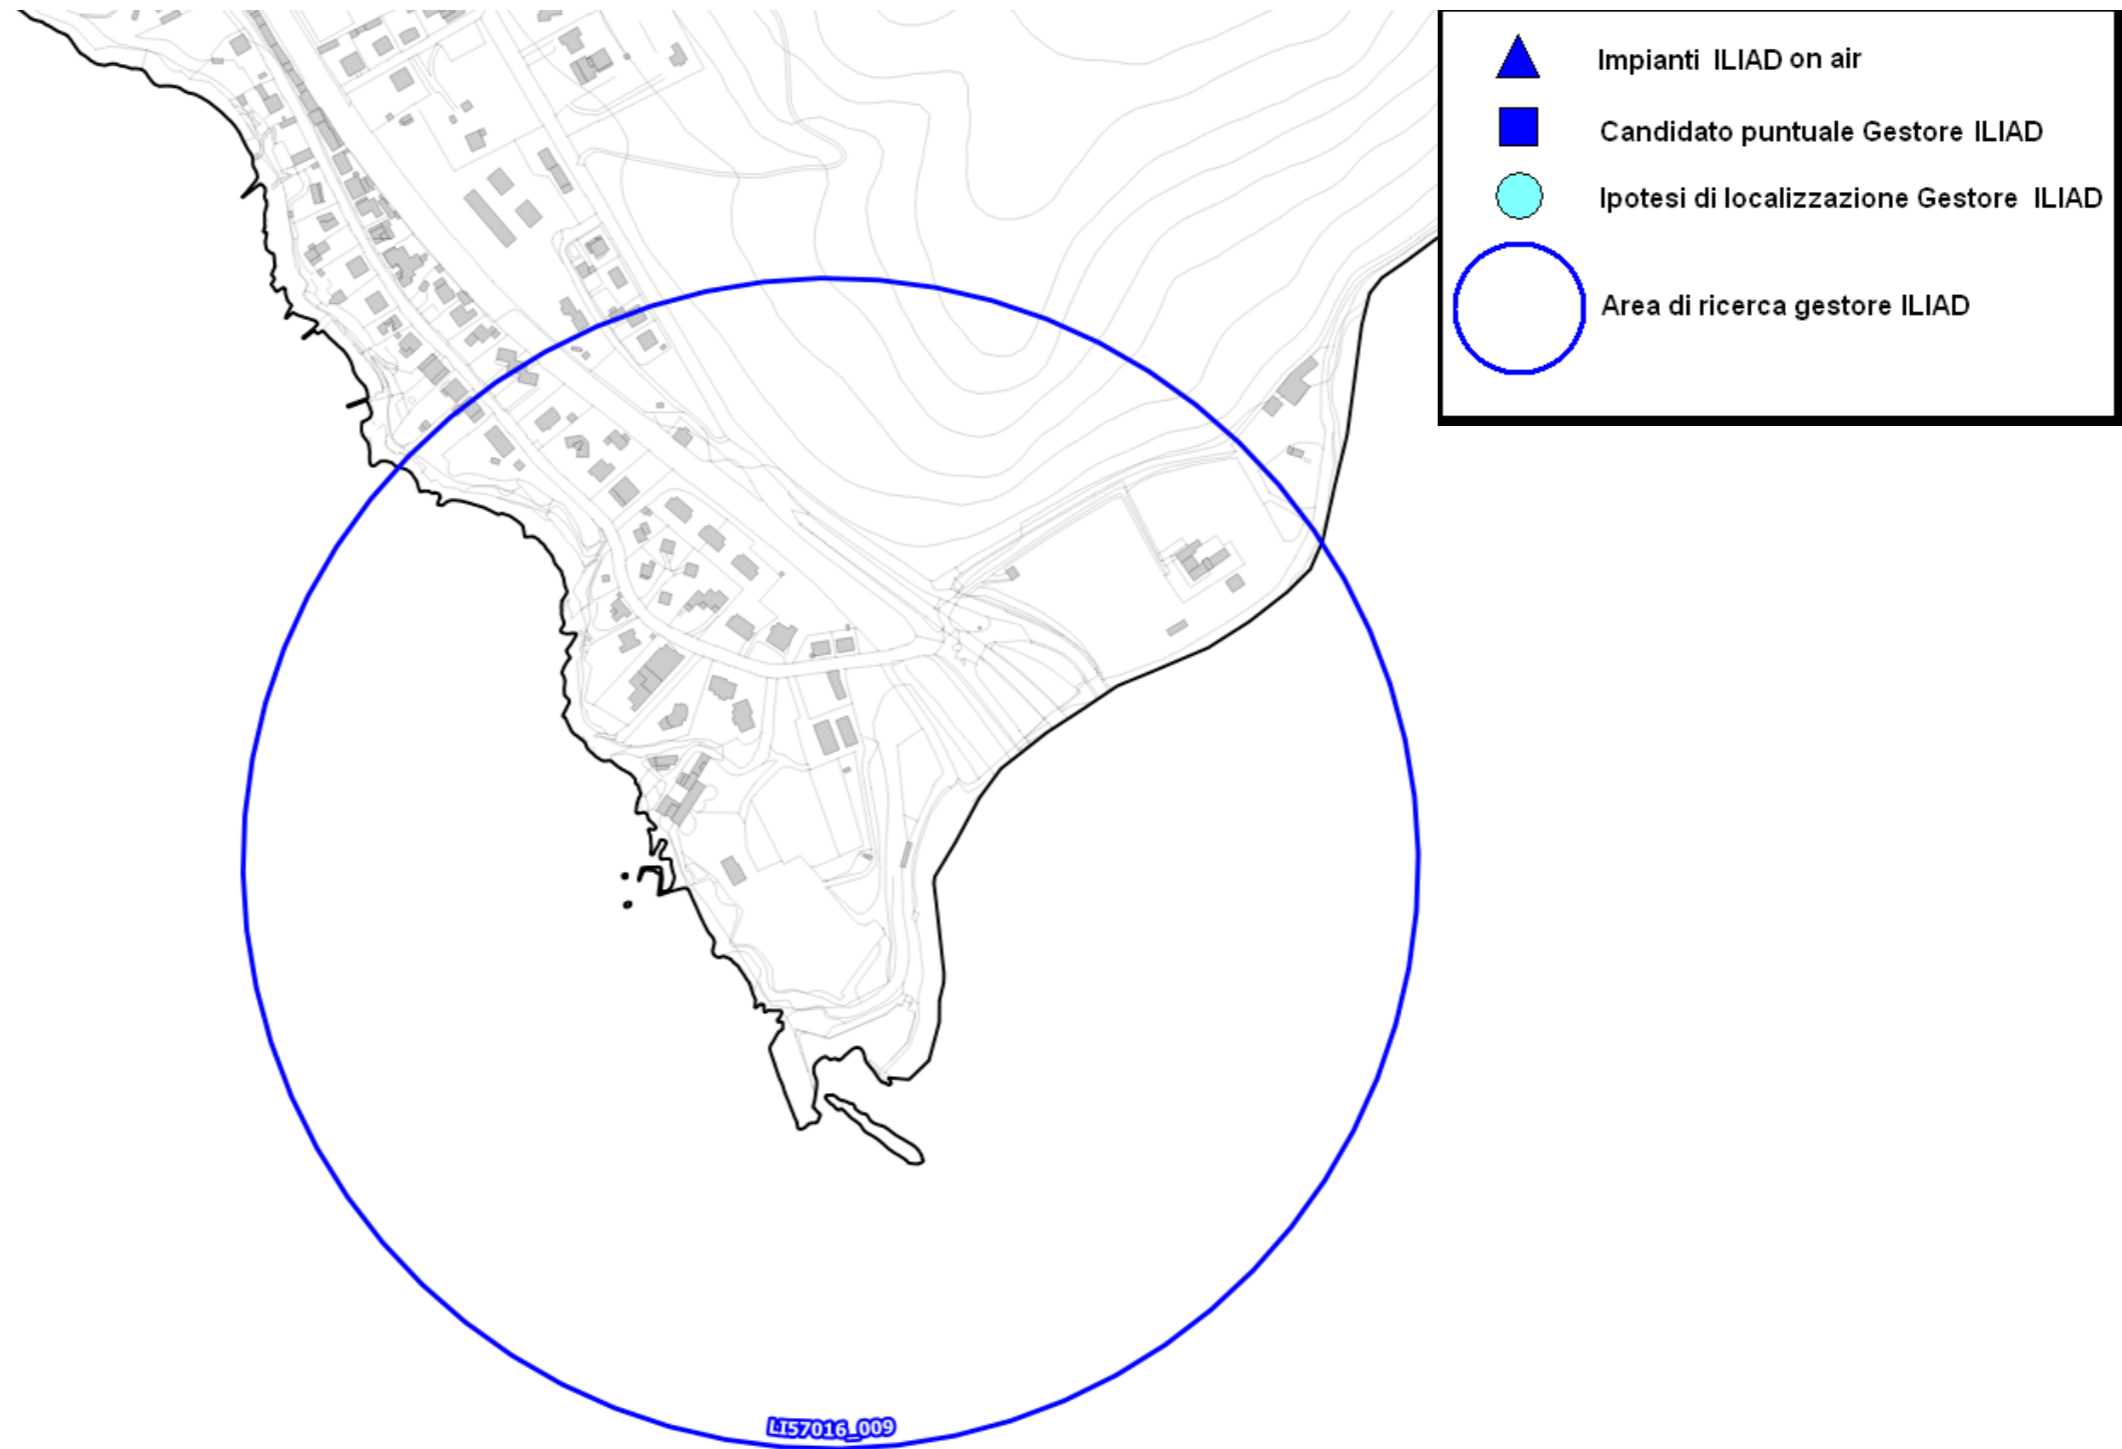 Impianti ILIAD on air
Candidato puntuale Gestore ILIAD
Ipotesi di localizzazione Gestore ILIAD
Area di ricerca gestore ILIAD
LI57016_009